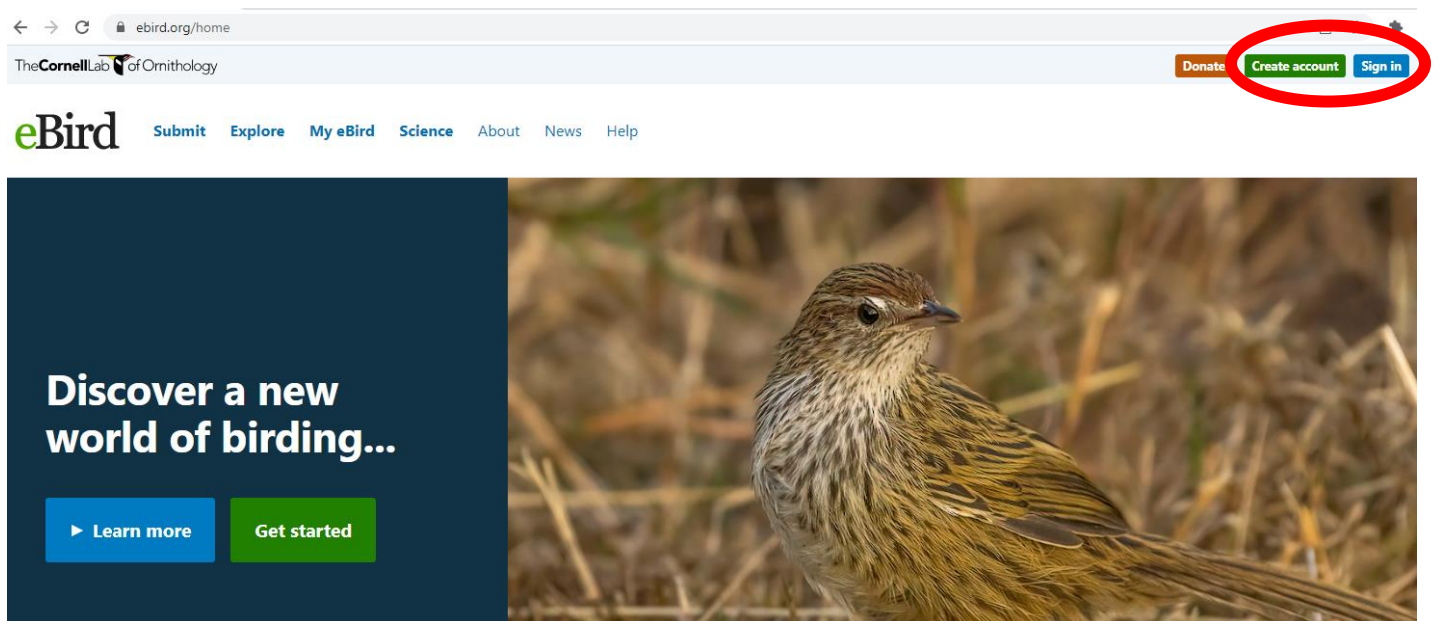 ebird.org/home
TheCornellLab of Ornithology
Donate Create account Sign in
eBird Submit Explore My eBird Science About News Help
Discover a new
world of birding...
Learn more Get started